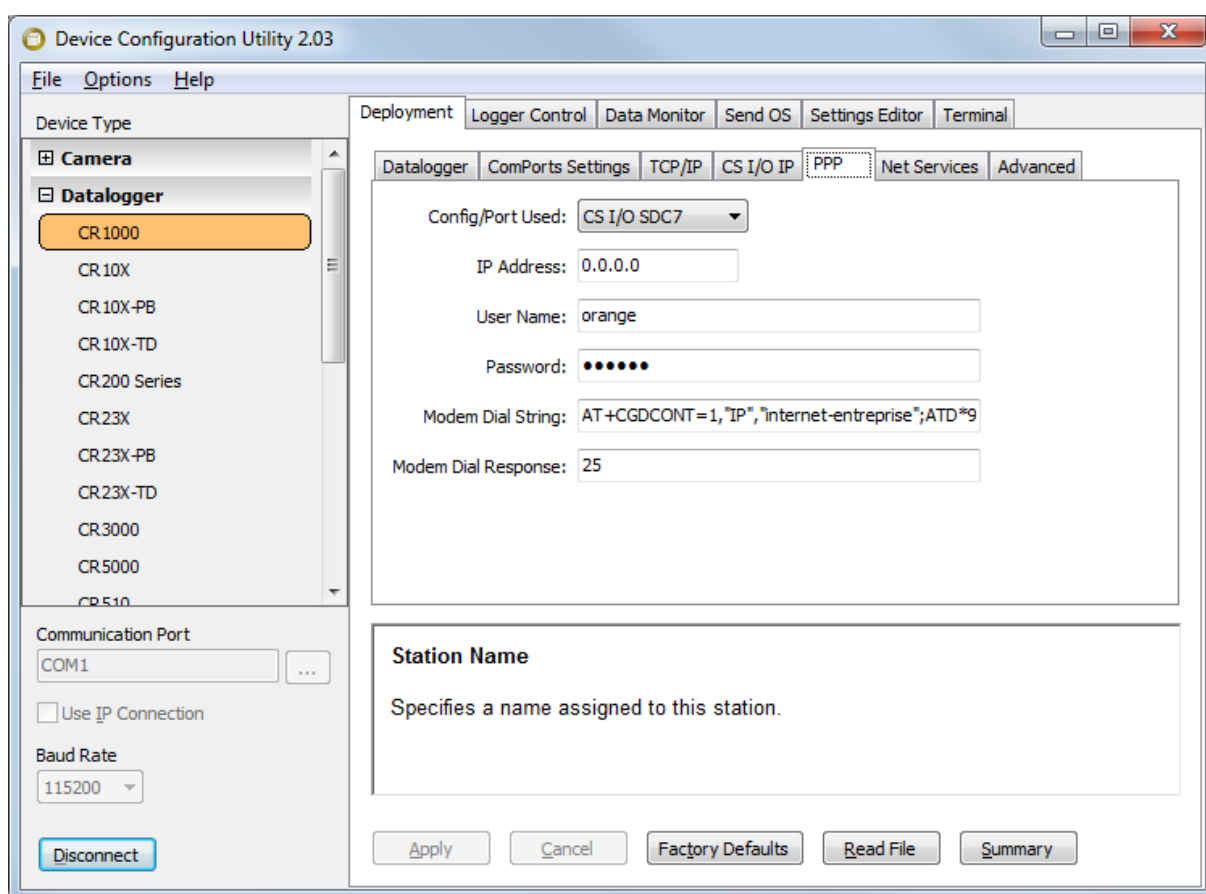 Device Configuration Utility 2.03
File Options Help
Device Type
Camera
Datalogger
CR1000
CR10X
CR10X-PB
CR10X-TD
CR200 Series
CR23X
CR23X-PB
CR23X-TD
CR3000
CR5000
CR510
Communication Port
COM1
...
Use IP Connection
Baud Rate
115200
Disconnect
Deployment Logger Control Data Monitor Send OS Settings Editor Terminal
Datalogger ComPorts Settings TCP/IP CS I/O IP PPP Net Services Advanced
Config/Port Used: CS I/O SDC7
IP Address: 0.0.0.0
User Name: orange
Password: ●●●●●●
Modem Dial String: AT+CGDCONT=1,"IP","internet-entreprise";ATD*9
Modem Dial Response: 25
Station Name
Specifies a name assigned to this station.
Apply Cancel Factory Defaults Read File Summary